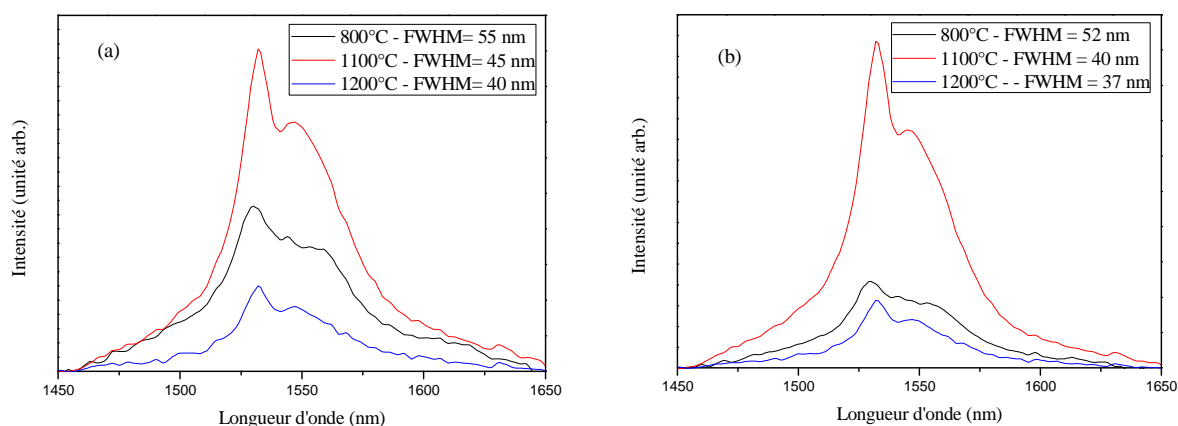 (a)
800°C - FWHM= 55 nm
1100°C - FWHM= 45 nm
1200°C - FWHM= 40 nm
Intensité (unité arb.)
1450 1500 1550 1600 1650
Longueur d'onde (nm)
(b)
800°C - FWHM = 52 nm
1100°C - FWHM = 40 nm
1200°C - - FWHM = 37 nm
Intensité (unité arb.)
1450 1500 1550 1600 1650
Longueur d'onde (nm)